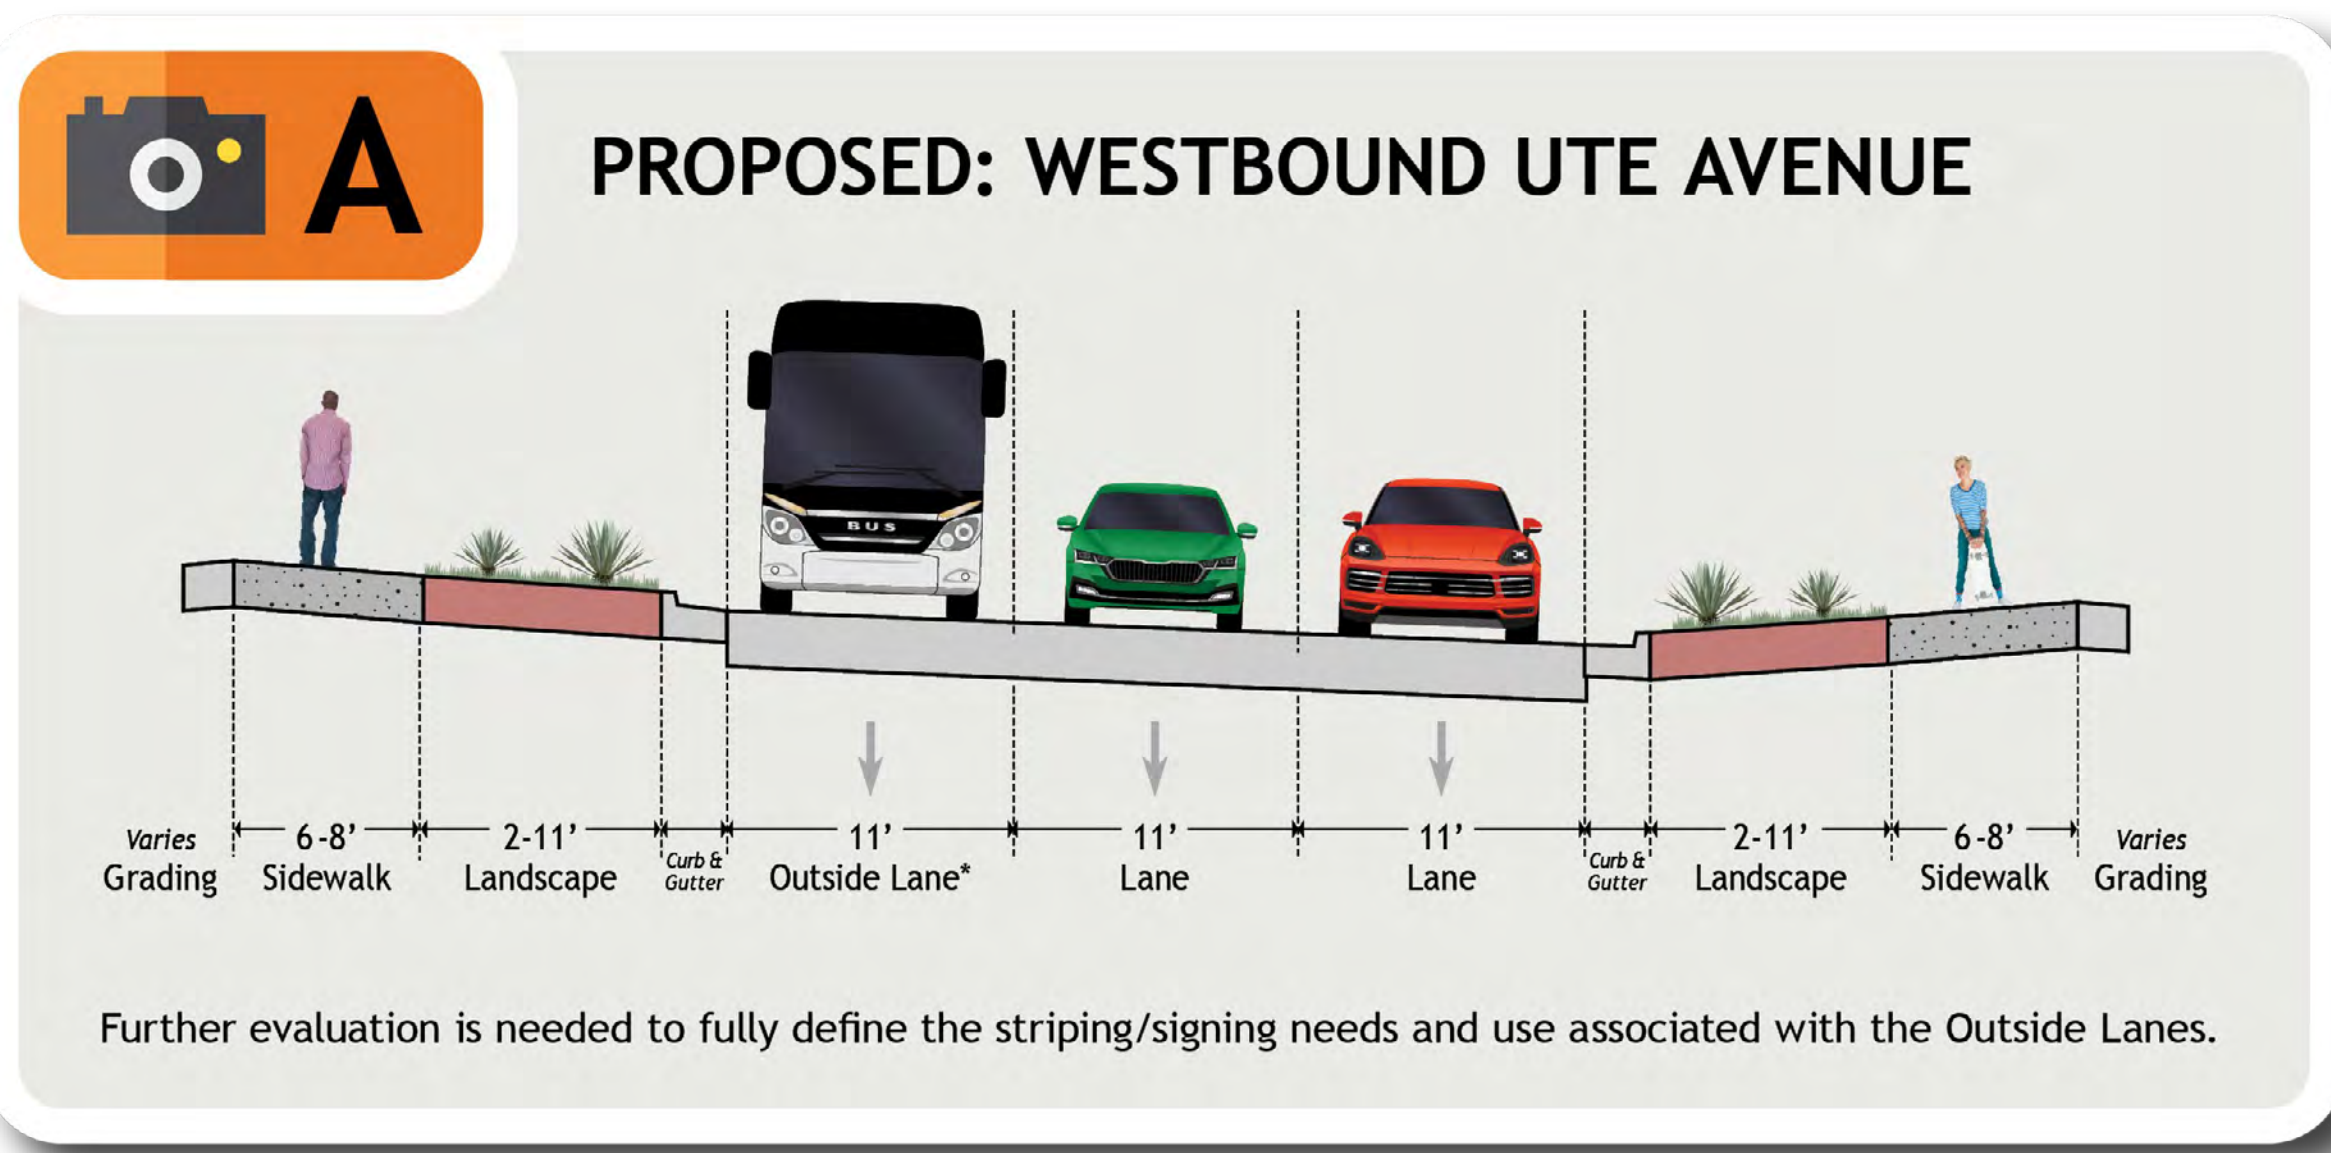 A
PROPOSED: WESTBOUND UTE AVENUE
BUS
Varies
Grading
6-8’
Sidewalk
2-11’
Landscape
Curb &
Gutter
11’
Outside Lane*
11’
Lane
11’
Lane
Curb &
Gutter
2-11’
Landscape
6-8’
Sidewalk
Varies
Grading
Further evaluation is needed to fully define the striping/signing needs and use associated with the Outside Lanes.